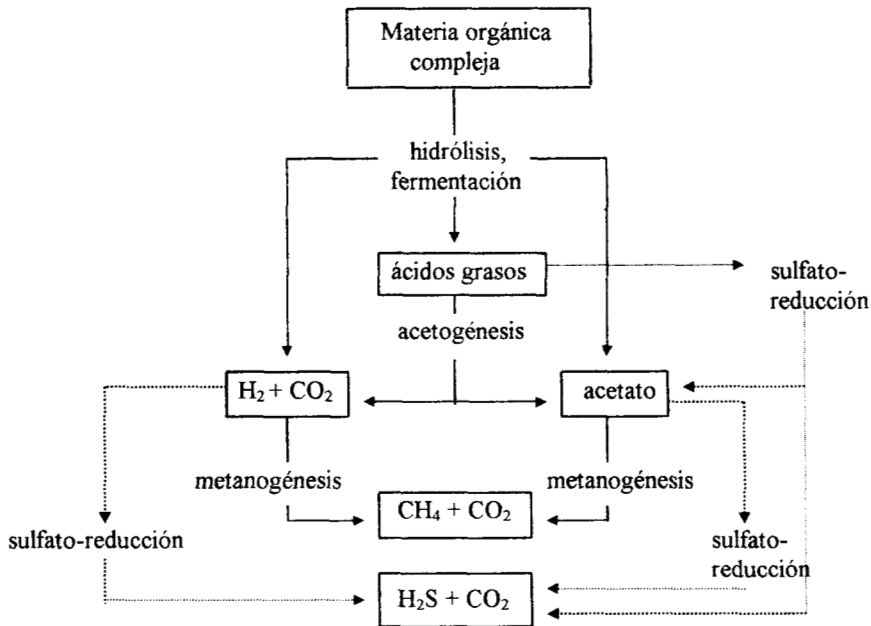 Materia orgánica
compleja
hidrólisis,
fermentación
ácidos grasos
sulfato-
reducción
acetogénesis
H₂ + CO₂
acetato
metanogénesis
metanogénesis
CH₄ + CO₂
sulfato-reducción
sulfato-
reducción
H₂S + CO₂